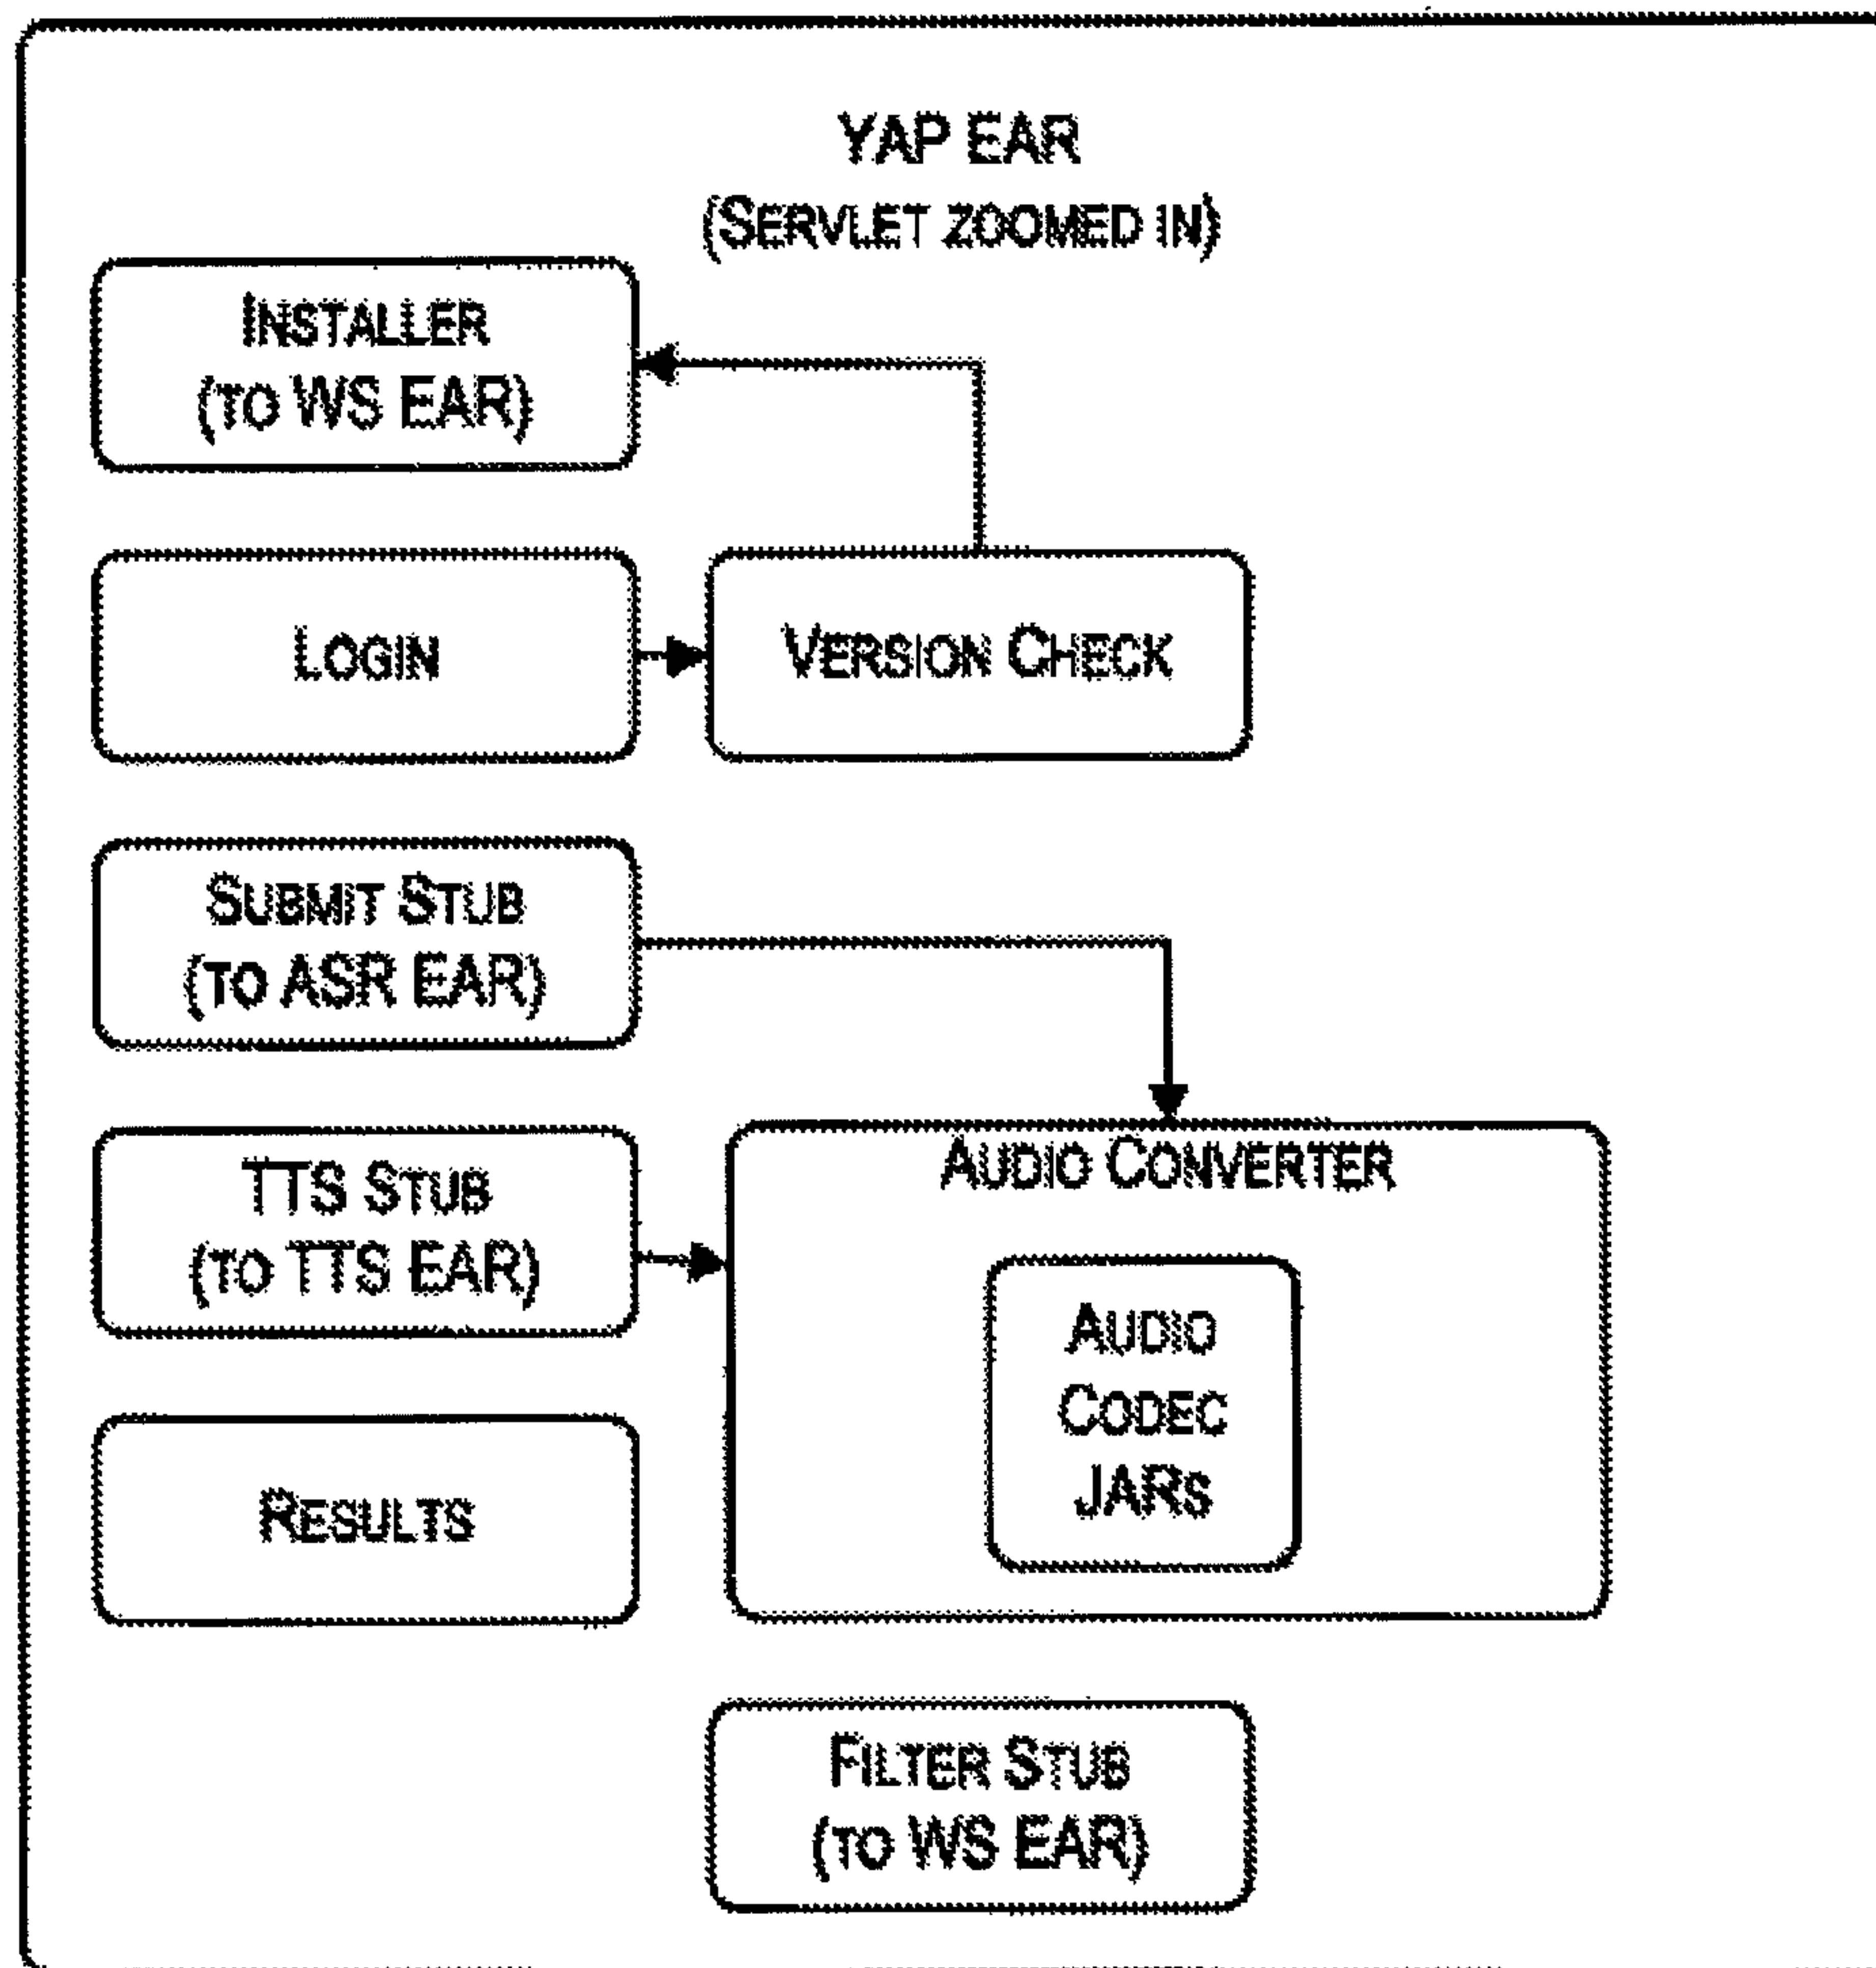 YAP EAR
(SERVLET ZOOMED IN)
INSTALLER
(TO WS EAR)
LOGIN
VERSION CHECK
SUBMIT STUB
(TO ASR EAR)
AUDIO CONVERTER
TTS STUB
(TO TTS EAR)
AUDIO
CODEC
JARS
RESULTS
FILTER STUB
(TO WS EAR)